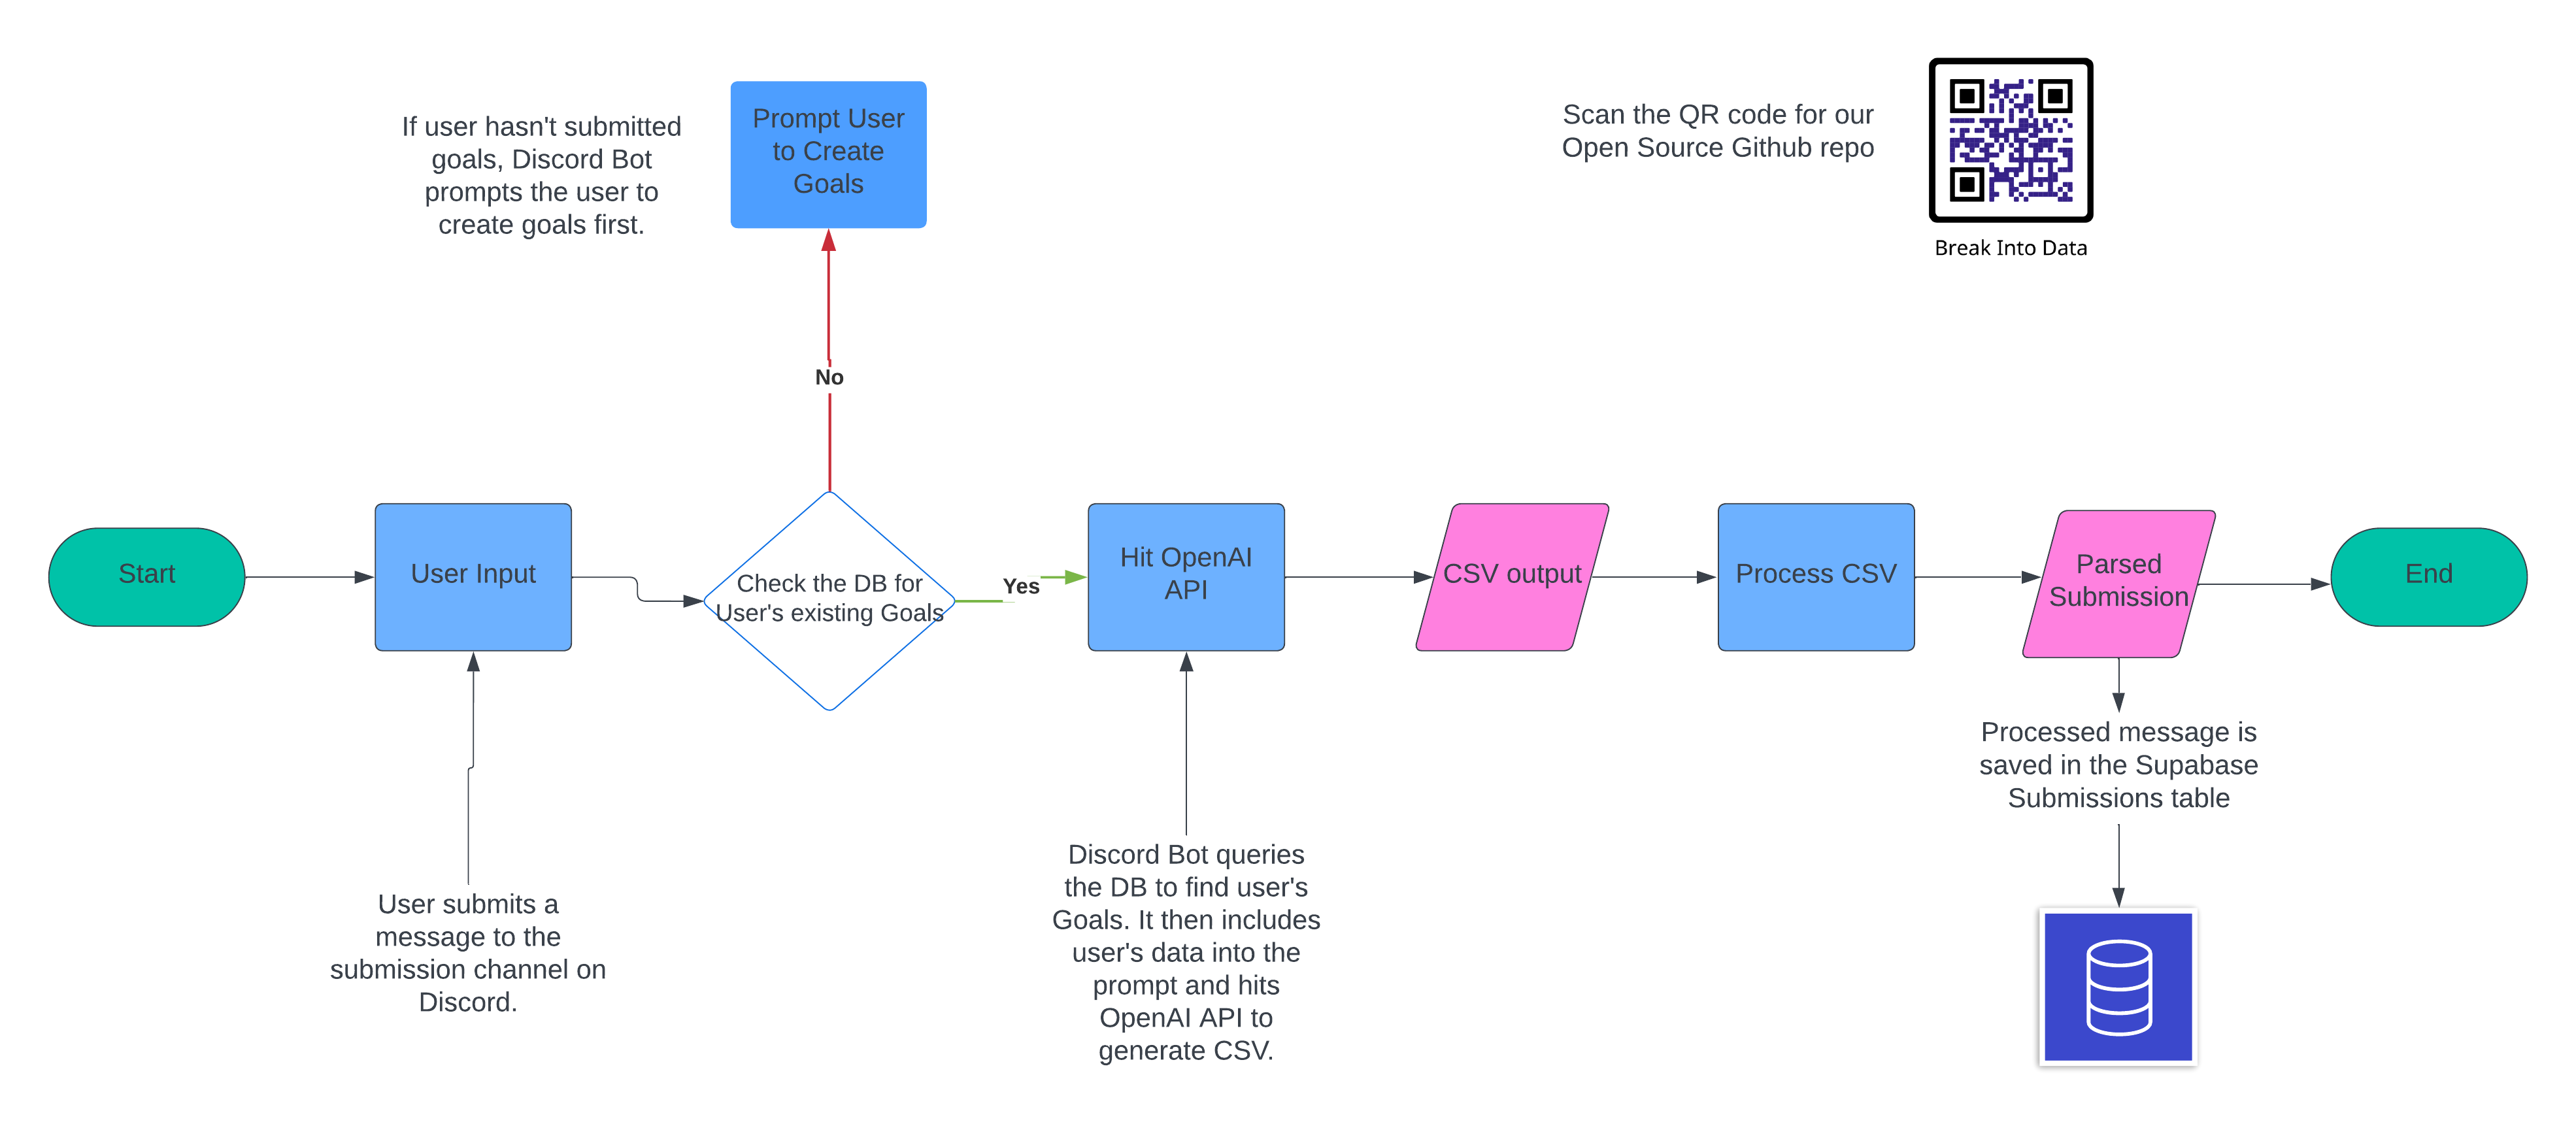 If user hasn't submitted
goals, Discord Bot
prompts the user to
create goals first.
Prompt User
to Create
Goals
Scan the QR code for our
Open Source Github repo
Break Into Data
No
Start
User Input
Check the DB for
User's existing Goals
Yes
Hit OpenAI
API
CSV output
Process CSV
Parsed
Submission
End
User submits a
message to the
submission channel on
Discord.
Discord Bot queries
the DB to find user's
Goals. It then includes
user's data into the
prompt and hits
OpenAI API to
generate CSV.
Processed message is
saved in the Supabase
Submissions table